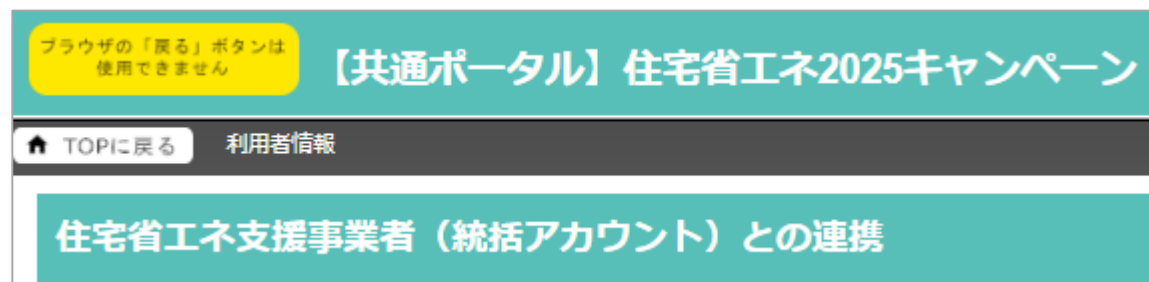 ブラウザの「戻る」ボタンは
使用できません
【共通ポータル】住宅省エネ2025キャンペーン
TOPに戻る 利用者情報
住宅省エネ支援事業者（統括アカウント）との連携